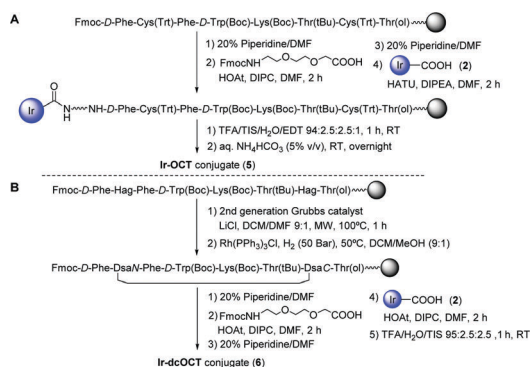 A
Fmoc-D-Phe-Cys(Trt)-Phe-D-Trp(Boc)-Lys(Boc)-Thr(tBu)-Cys(Trt)-Thr(ol)
1) 20% Piperidine/DMF
2) FmocHN O O COOH
HOAt, DIPC, DMF, 2 h
3) 20% Piperidine/DMF
4) Ir COOH (2)
HATU, DIPEA, DMF, 2 h
Ir O N H NH-D-Phe-Cys(Trt)-Phe-D-Trp(Boc)-Lys(Boc)-Thr(tBu)-Cys(Trt)-Thr(ol)
1) TFA/TIS/H2O/EDT 94:2.5:2.5:1, 1 h, RT
2) aq. NH4HCO3 (5% v/v), RT, overnight
Ir-OCT conjugate (5)
B
Fmoc-D-Phe-Hag-Phe-D-Trp(Boc)-Lys(Boc)-Thr(tBu)-Hag-Thr(ol)
1) 2nd generation Grubbs catalyst
LiCl, DCM/DMF 9:1, MW, 100ºC, 1 h
2) Rh(PPh3)3Cl, H2 (50 Bar), 50ºC, DCM/MeOH (9:1)
Fmoc-D-Phe-DsaN-Phe-D-Trp(Boc)-Lys(Boc)-Thr(tBu)-DsaC-Thr(ol)
1) 20% Piperidine/DMF
2) FmocHN O O COOH
HOAt, DIPC, DMF, 2 h
3) 20% Piperidine/DMF
4) Ir COOH (2)
HOAt, DIPC, DMF, 2 h
5) TFA/H2O/TIS 95:2.5:2.5 ,1 h, RT
Ir-dcOCT conjugate (6)